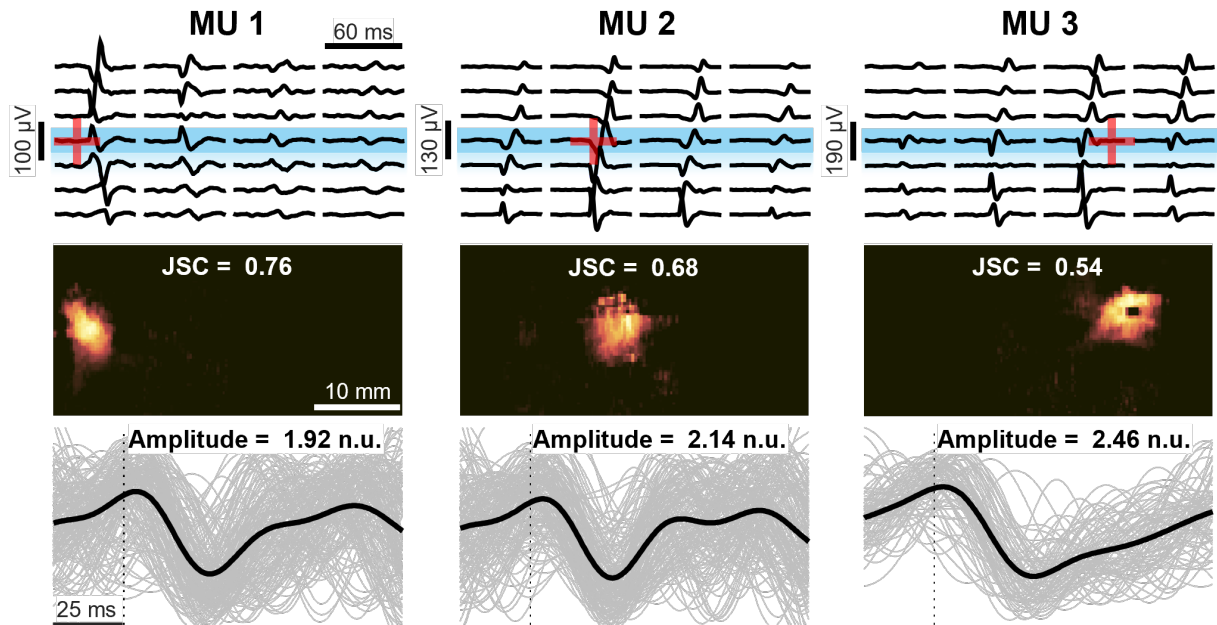 MU 1
MU 2
MU 3
60 ms
100 µV
130 µV
190 µV
JSC = 0.76
JSC = 0.68
JSC = 0.54
10 mm
Amplitude = 1.92 n.u.
Amplitude = 2.14 n.u.
Amplitude = 2.46 n.u.
25 ms